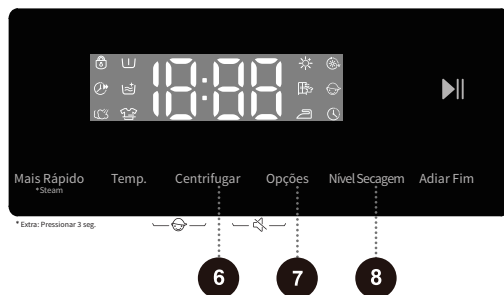 18:88
Mais Rápido Temp. Centrifugar Opções Nível Secagem Adiar Fim
*Steam
* Extra: Pressionar 3 seg.
6 7 8